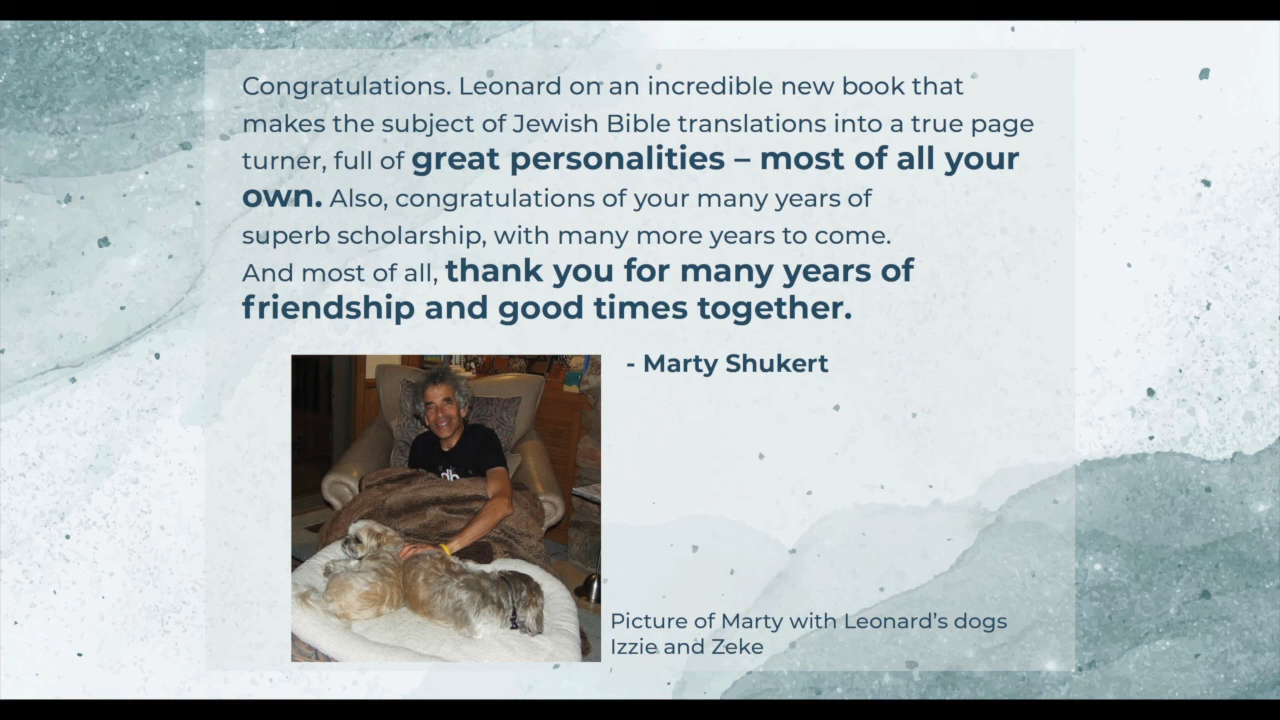 Congratulations. Leonard on an incredible new book that
makes the subject of Jewish Bible translations into a true page
turner, full of great personalities – most of all your
own. Also, congratulations of your many years of
superb scholarship, with many more years to come.
And most of all, thank you for many years of
friendship and good times together.
- Marty Shukert
Picture of Marty with Leonard’s dogs
Izzie and Zeke